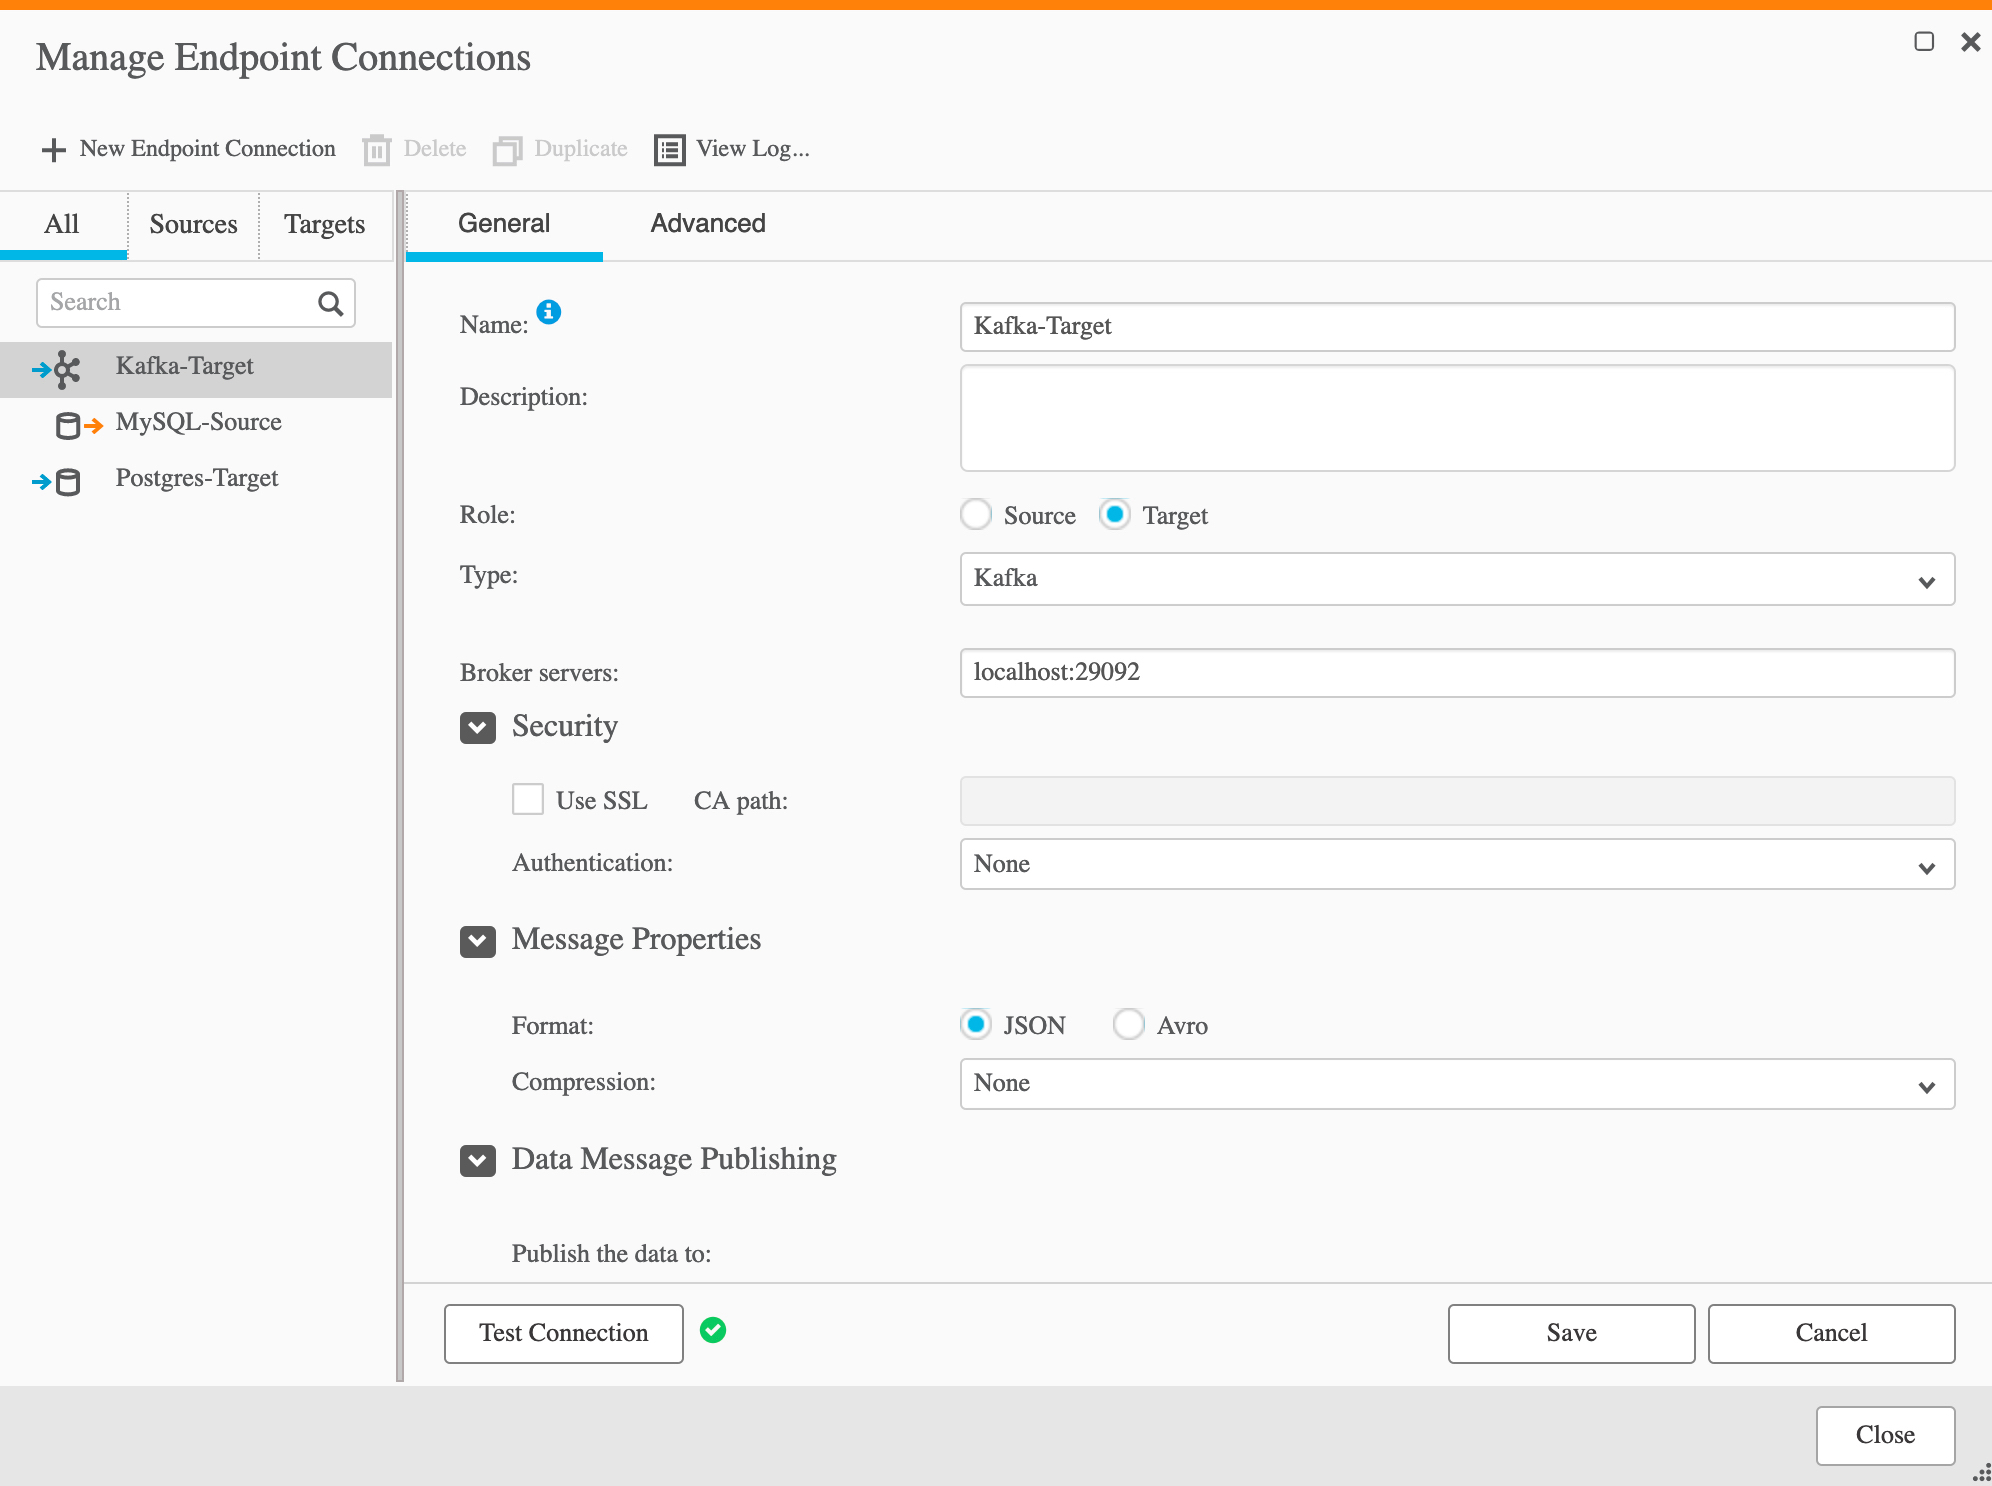 Manage Endpoint Connections
New Endpoint Connection Delete Duplicate View Log...
All Sources Targets
Search
Kafka-Target
MySQL-Source
Postgres-Target
General Advanced
Name: Kafka-Target
Description:
Role: Source Target
Type: Kafka
Broker servers: localhost:29092
Security
Use SSL CA path:
Authentication: None
Message Properties
Format: JSON Avro
Compression: None
Data Message Publishing
Publish the data to:
Test Connection Save Cancel
Close